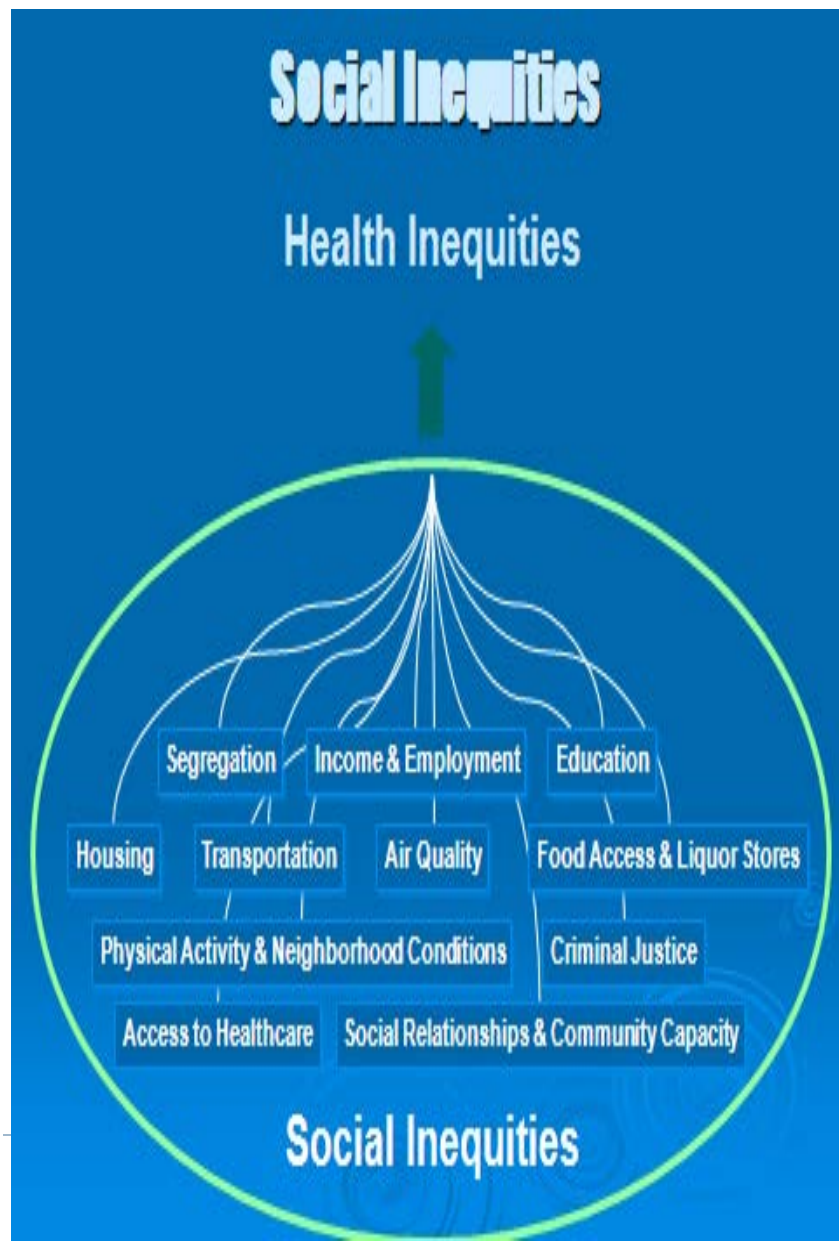 Social Inequities
Health Inequities
Segregation
Income & Employment
Education
Housing
Transportation
Air Quality
Food Access & Liquor Stores
Physical Activity & Neighborhood Conditions
Criminal Justice
Access to Healthcare
Social Relationships & Community Capacity
Social Inequities